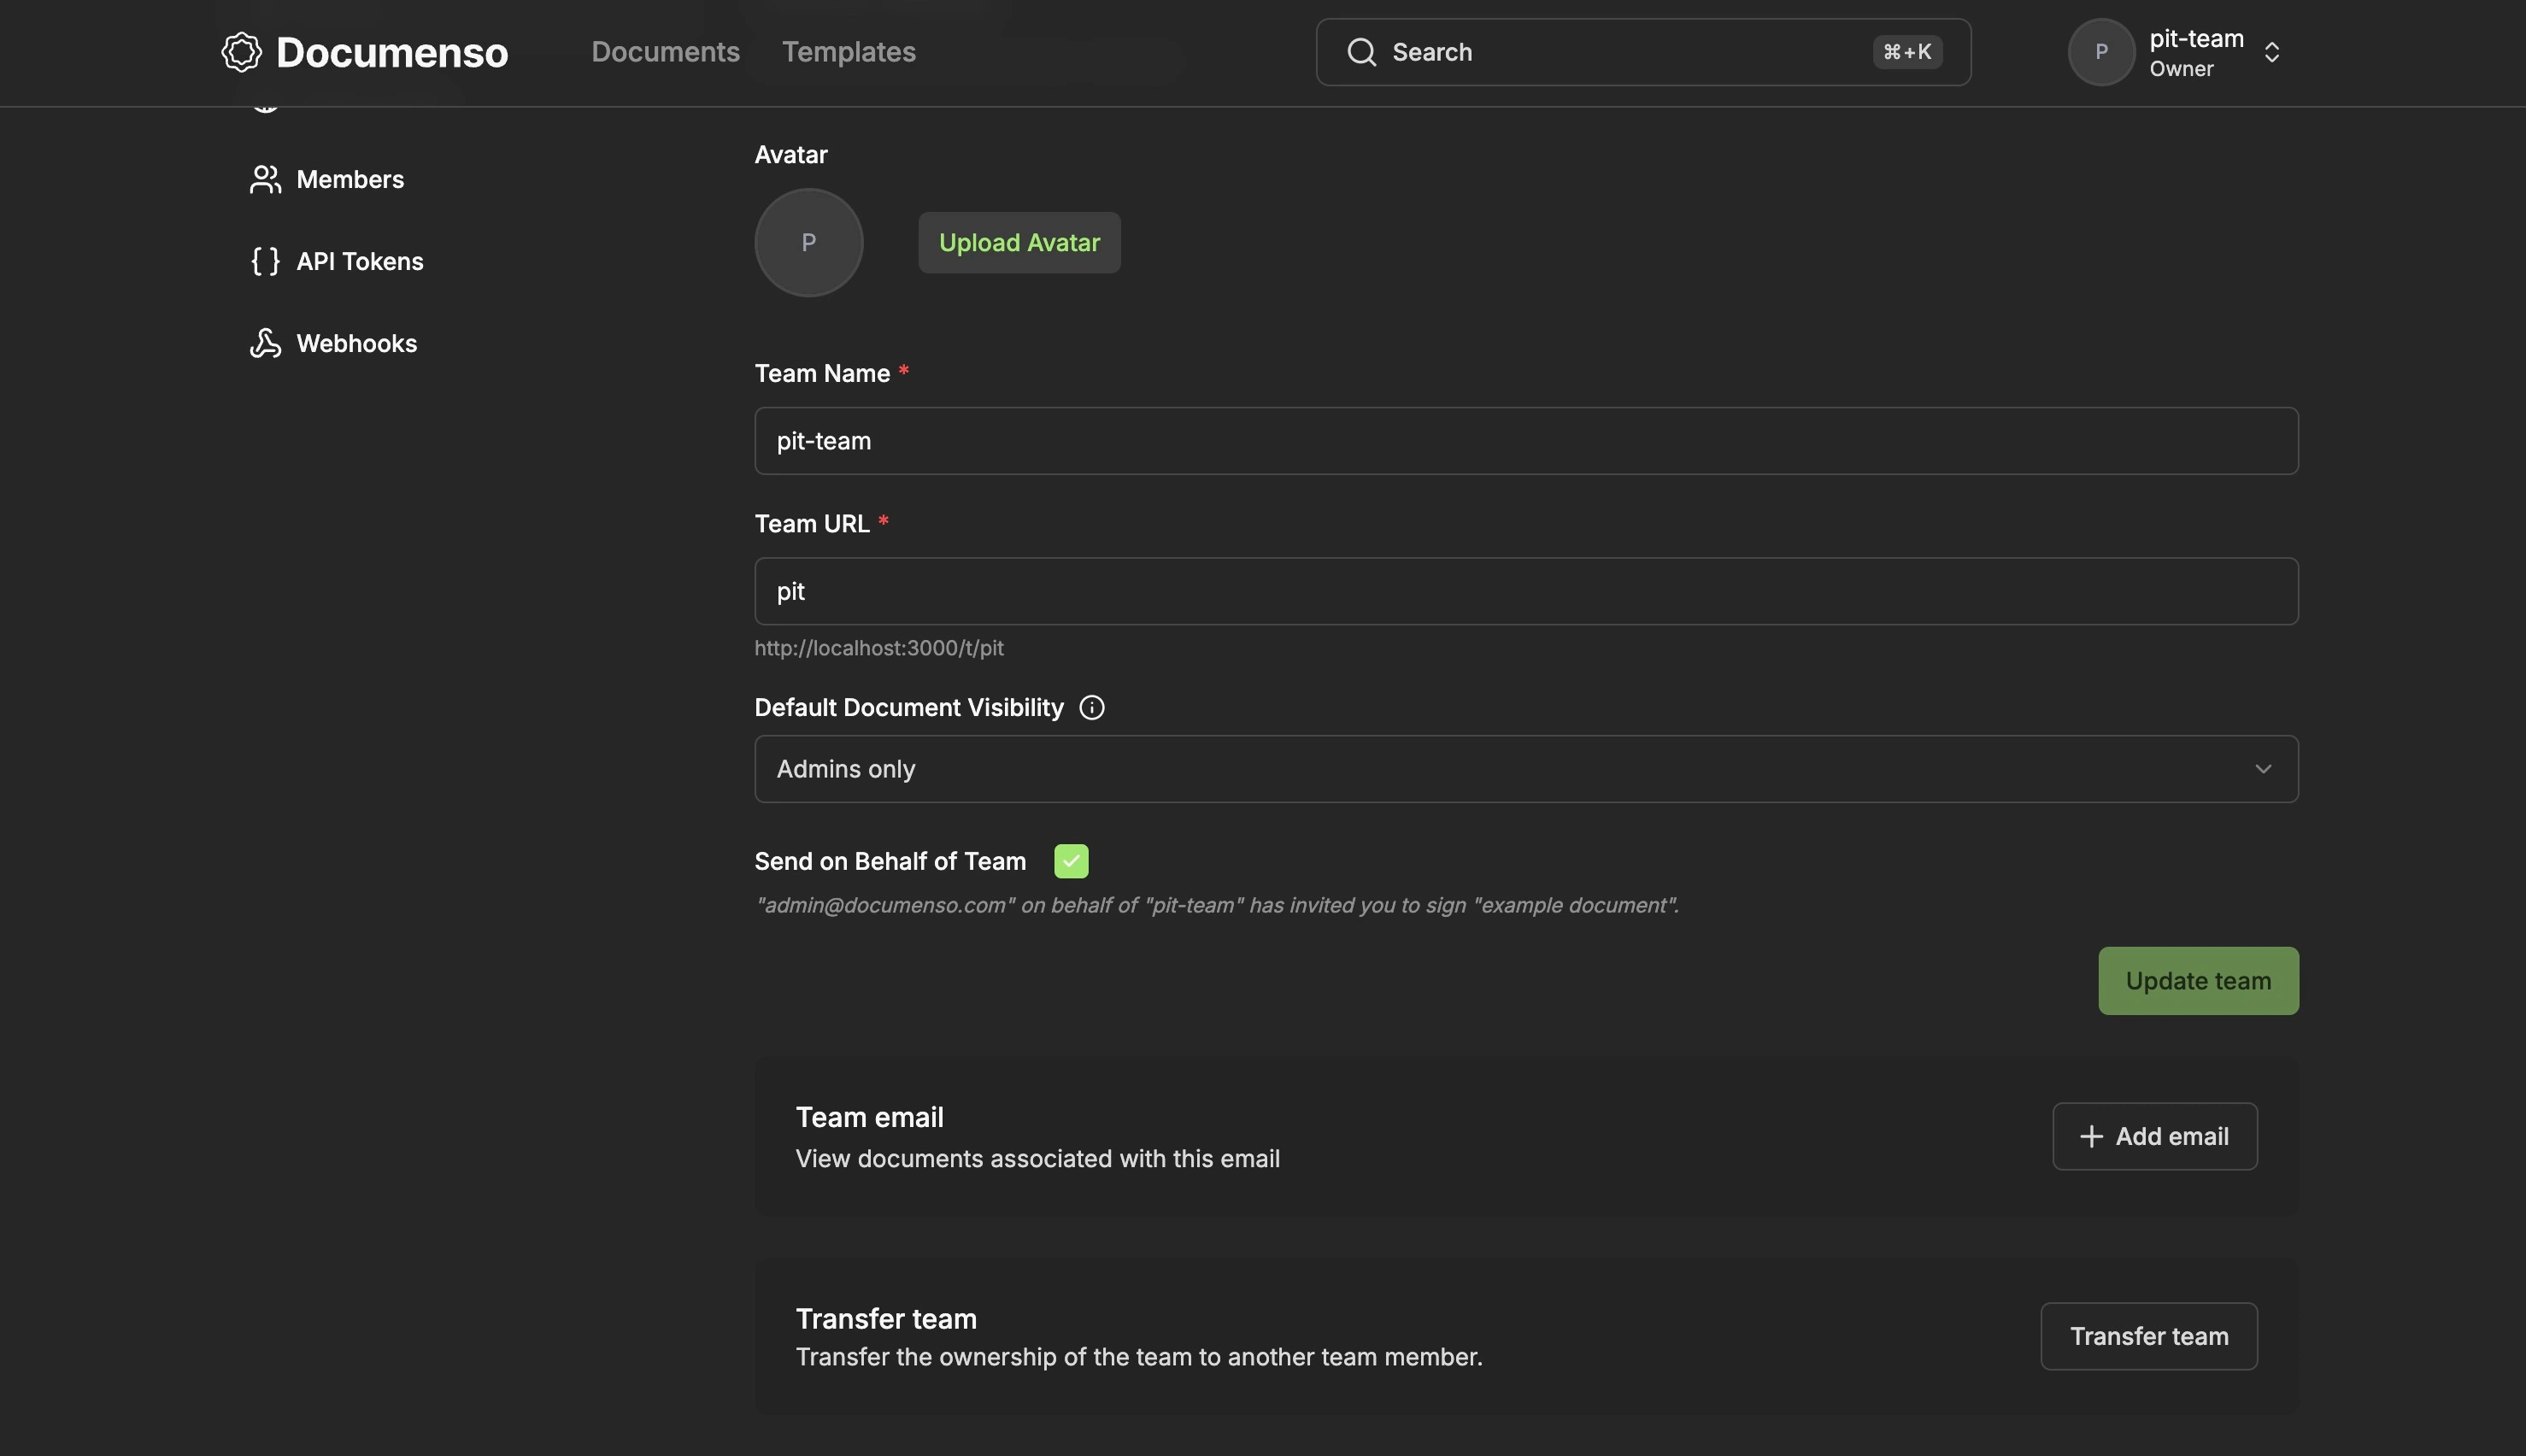 Documenso
Documents
Templates
Search
⌘+K
P
pit-team
Owner
Members
API Tokens
Webhooks
Avatar
P
Upload Avatar
Team Name *
pit-team
Team URL *
pit
http://localhost:3000/t/pit
Default Document Visibility
Admins only
Send on Behalf of Team
"admin@documenso.com" on behalf of "pit-team" has invited you to sign "example document".
Update team
Team email
View documents associated with this email
Add email
Transfer team
Transfer the ownership of the team to another team member.
Transfer team